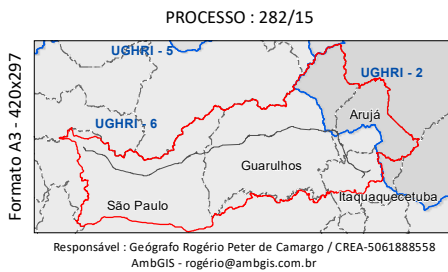 PROCESSO : 282/15
Formato A3 - 420x297
UGHRI - 5
UGHRI - 2
UGHRI - 6
Arujá
Guarulhos
Itaquaquecetuba
São Paulo
Responsável : Geógrafo Rogério Peter de Camargo / CREA-5061888558
AmbGIS - rogério@ambgis.com.br